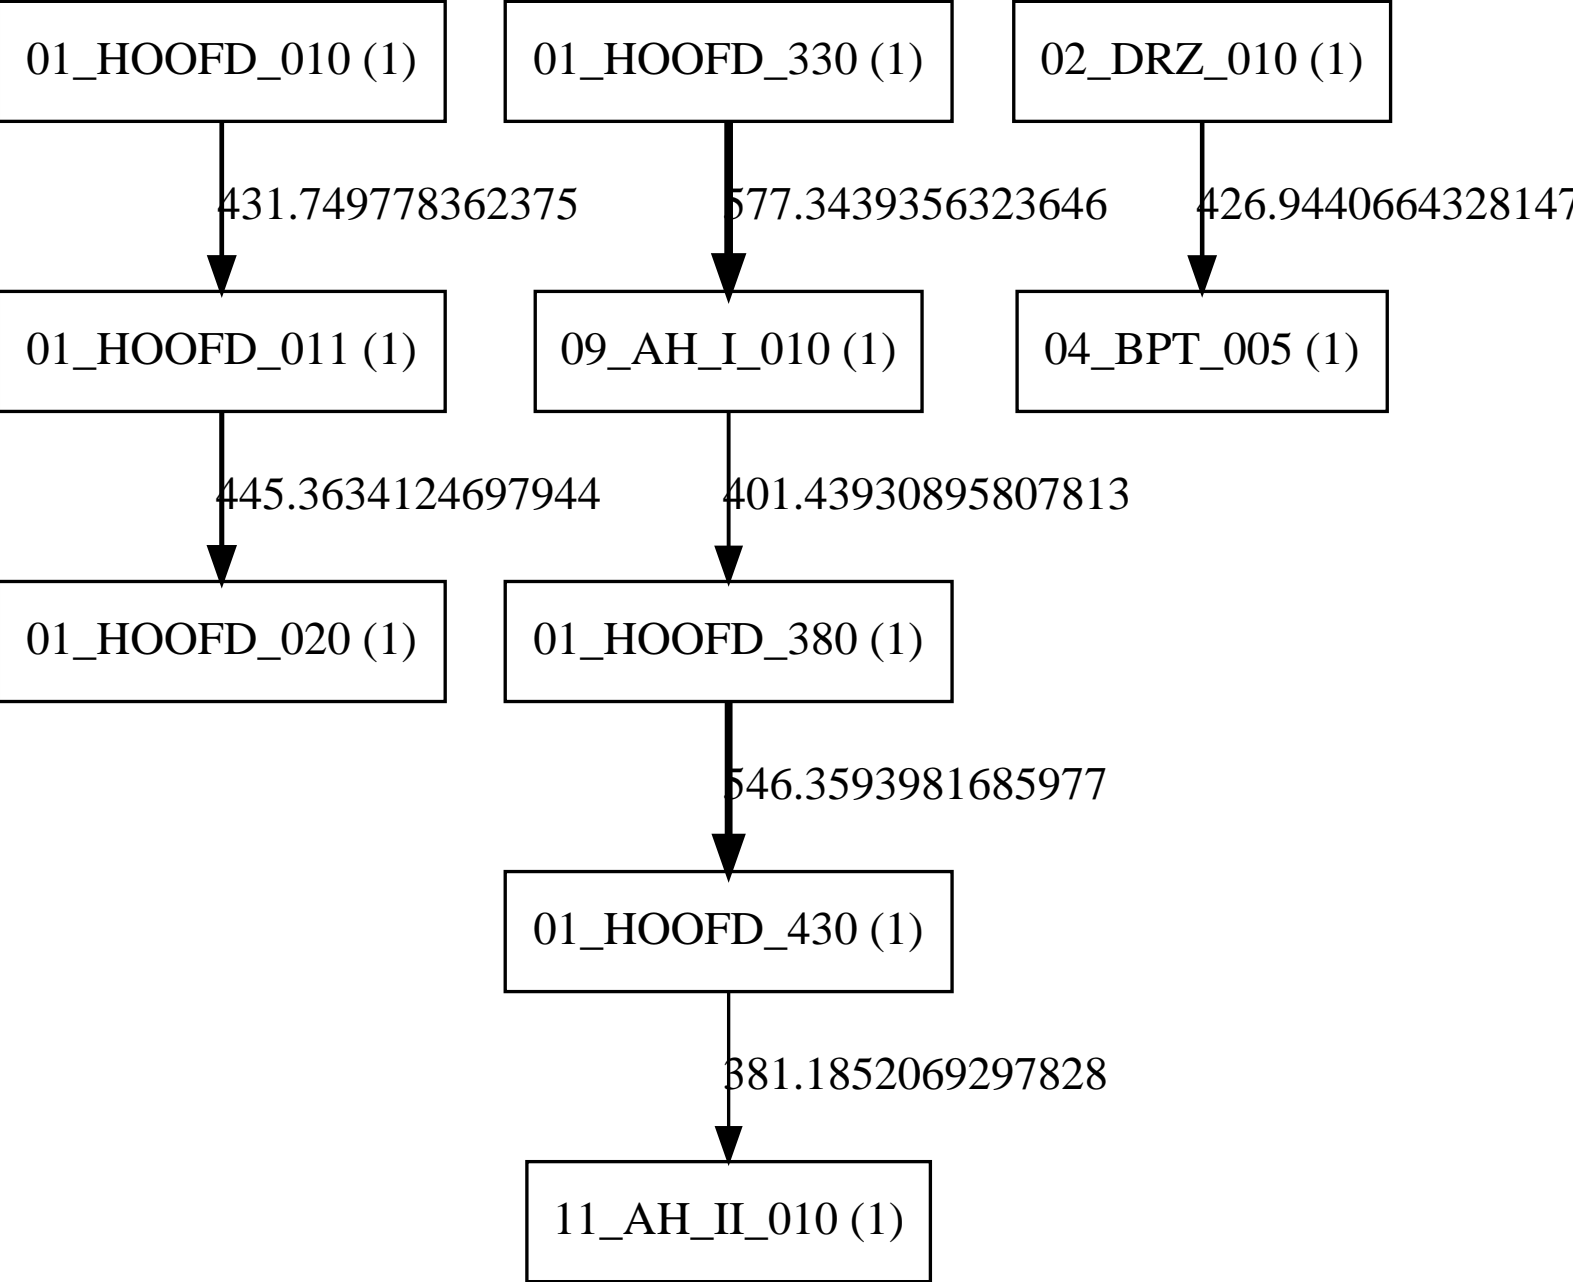 01_HOOFD_010 (1)
01_HOOFD_330 (1)
02_DRZ_010 (1)
431.749778362375
577.3439356323646
426.9440664328147
01_HOOFD_011 (1)
09_AH_I_010 (1)
04_BPT_005 (1)
445.3634124697944
401.43930895807813
01_HOOFD_020 (1)
01_HOOFD_380 (1)
546.3593981685977
01_HOOFD_430 (1)
381.1852069297828
11_AH_II_010 (1)